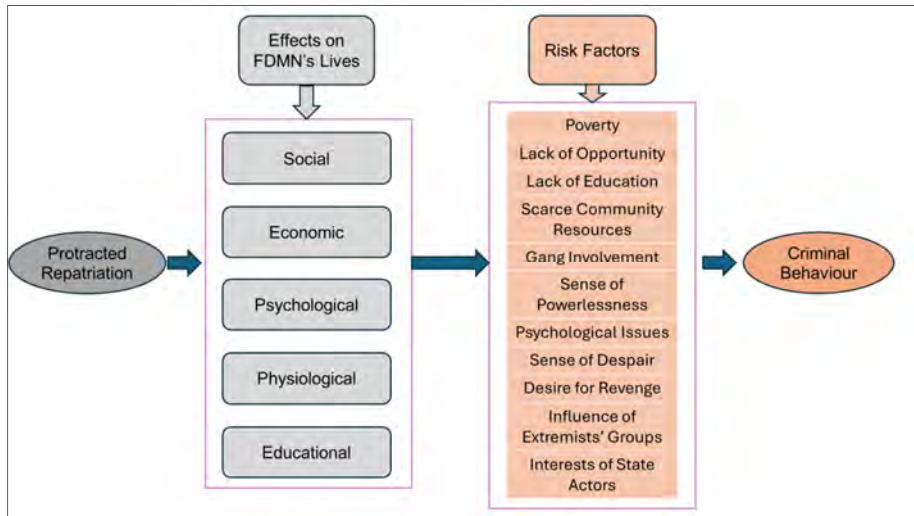 Effects on
FDMN's Lives
Risk Factors
Protracted
Repatriation
Social
Economic
Psychological
Physiological
Educational
Poverty
Lack of Opportunity
Lack of Education
Scarce Community
Resources
Gang Involvement
Sense of
Powerlessness
Psychological Issues
Sense of Despair
Desire for Revenge
Influence of
Extremists' Groups
Interests of State
Actors
Criminal
Behaviour